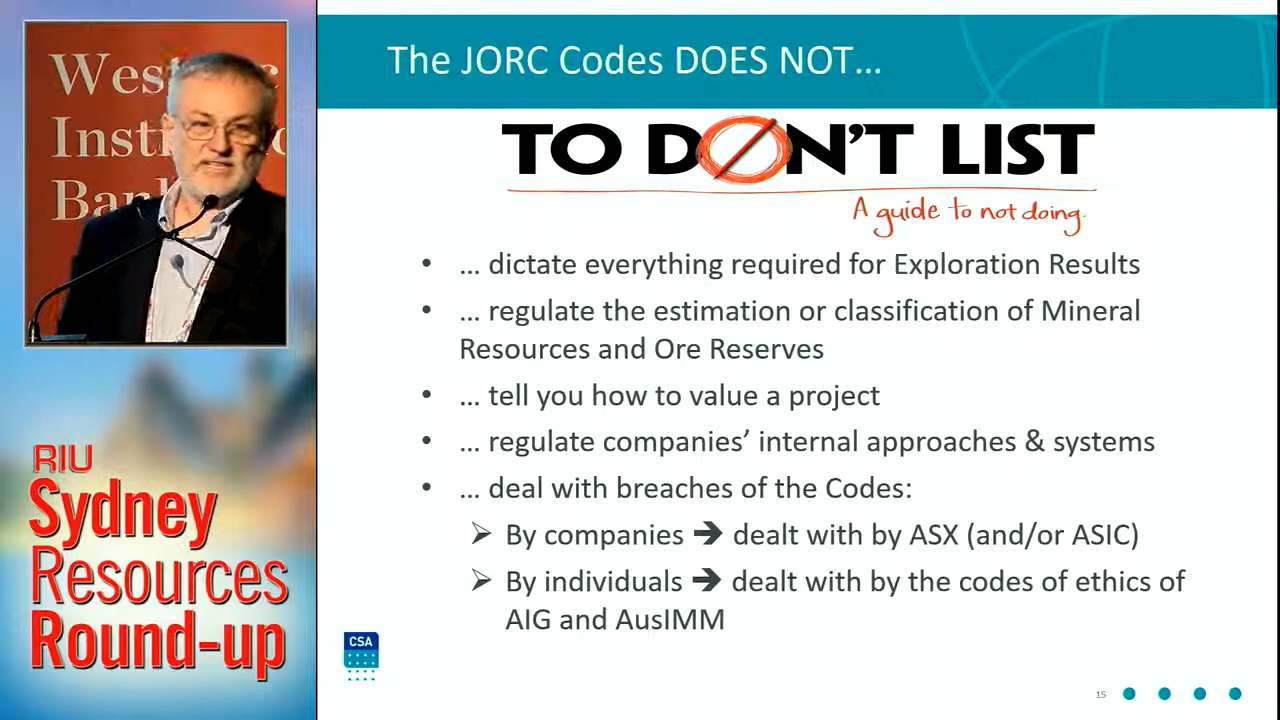 Wes
Insti
Ban
The JORC Codes DOES NOT...
TO DON'T LIST
A guide to not doing.
• ... dictate everything required for Exploration Results
• ... regulate the estimation or classification of Mineral
Resources and Ore Reserves
• ... tell you how to value a project
• ... regulate companies' internal approaches & systems
• ... deal with breaches of the Codes:
➢ By companies ➔ dealt with by ASX (and/or ASIC)
➢ By individuals ➔ dealt with by the codes of ethics of
AIG and AusIMM
RIU
Sydney
Resources
Round-up
CSA
15